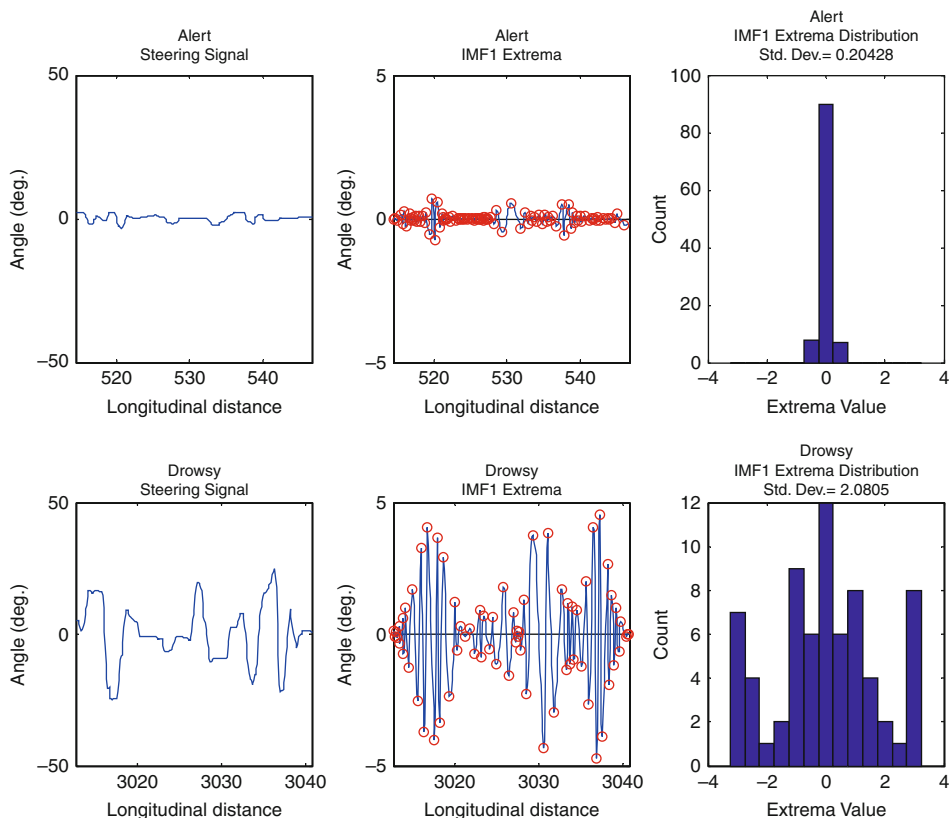 Alert
Steering Signal
50
0
–50
520
530
540
Angle (deg.)
Longitudinal distance
Alert
IMF1 Extrema
5
0
–5
520
530
540
Angle (deg.)
Longitudinal distance
Alert
IMF1 Extrema Distribution
Std. Dev.= 0.20428
100
80
60
40
20
0
–4
–2
0
2
4
Count
Extrema Value
Drowsy
Steering Signal
50
0
50
3020
3030
3040
Angle (deg.)
Longitudinal distance
Drowsy
IMF1 Extrema
5
0
–5
3020
3030
3040
Angle (deg.)
Longitudinal distance
Drowsy
IMF1 Extrema Distribution
Std. Dev.= 2.0805
12
10
8
6
4
2
0
–4
–2
0
2
4
Count
Extrema Value